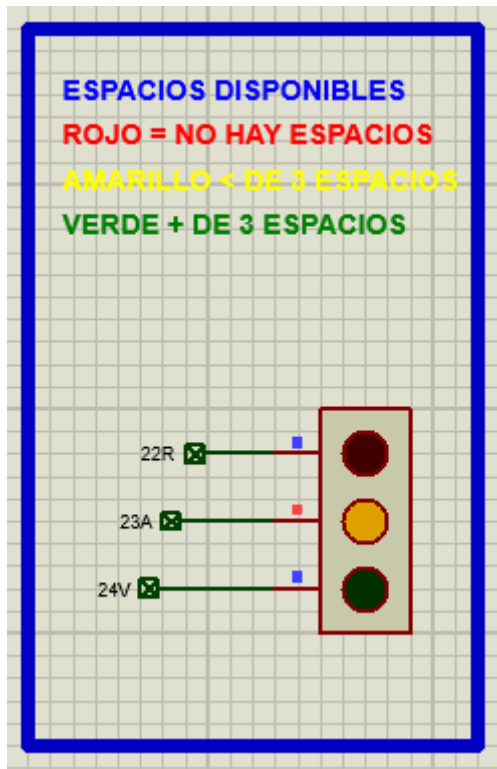 ESPACIOS DISPONIBLES
ROJO = NO HAY ESPACIOS
AMARILLO < DE 3 ESPACIOS
VERDE + DE 3 ESPACIOS
22R
23A
24V